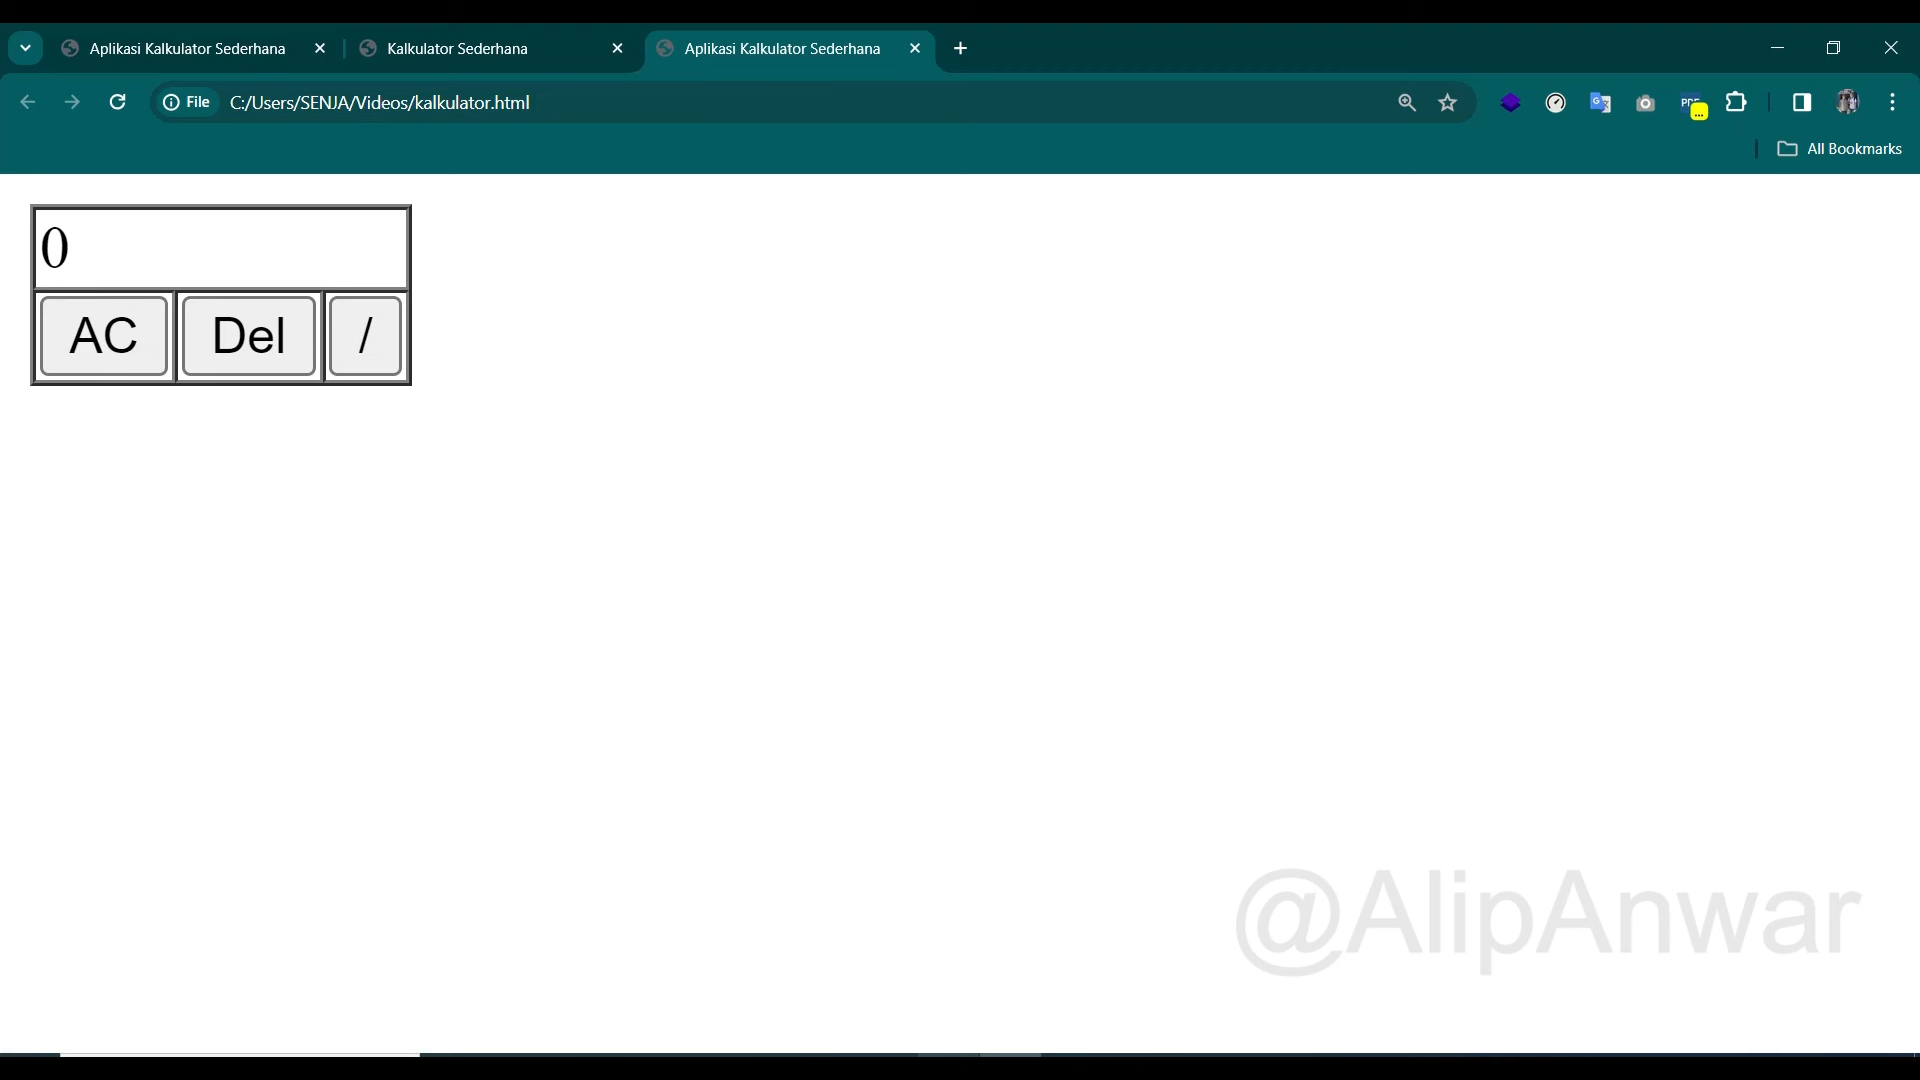 Aplikasi Kalkulator Sederhana
Kalkulator Sederhana
Aplikasi Kalkulator Sederhana
File C:/Users/SENJA/Videos/kalkulator.html
PDF
...
All Bookmarks
0
AC Del /
@AlipAnwar